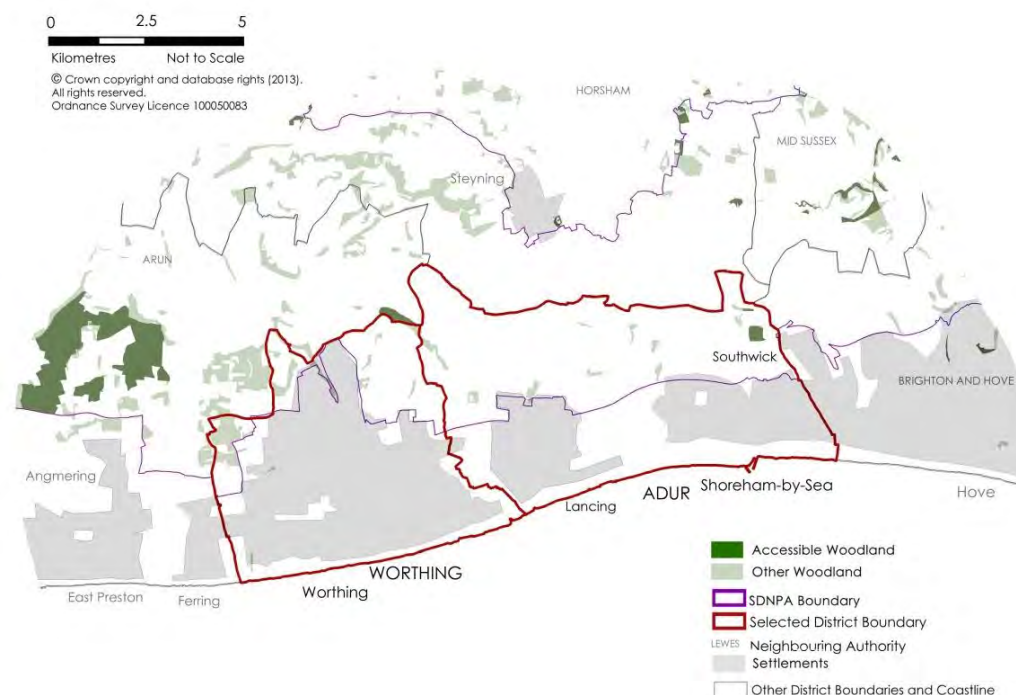 0 2.5 5
Kilometres Not to Scale
© Crown copyright and database rights (2013).
All rights reserved.
Ordnance Survey Licence 100050083
HORSHAM
MID SUSSEX
Steyning
ARUN
Southwick
BRIGHTON AND HOVE
Angmering
Shoreham-by-Sea
ADUR
Hove
Lancing
WORTHING
Worthing
East Preston
Ferring
Accessible Woodland
Other Woodland
SDNPA Boundary
Selected District Boundary
LEWES Neighbouring Authority
Settlements
Other District Boundaries and Coastline